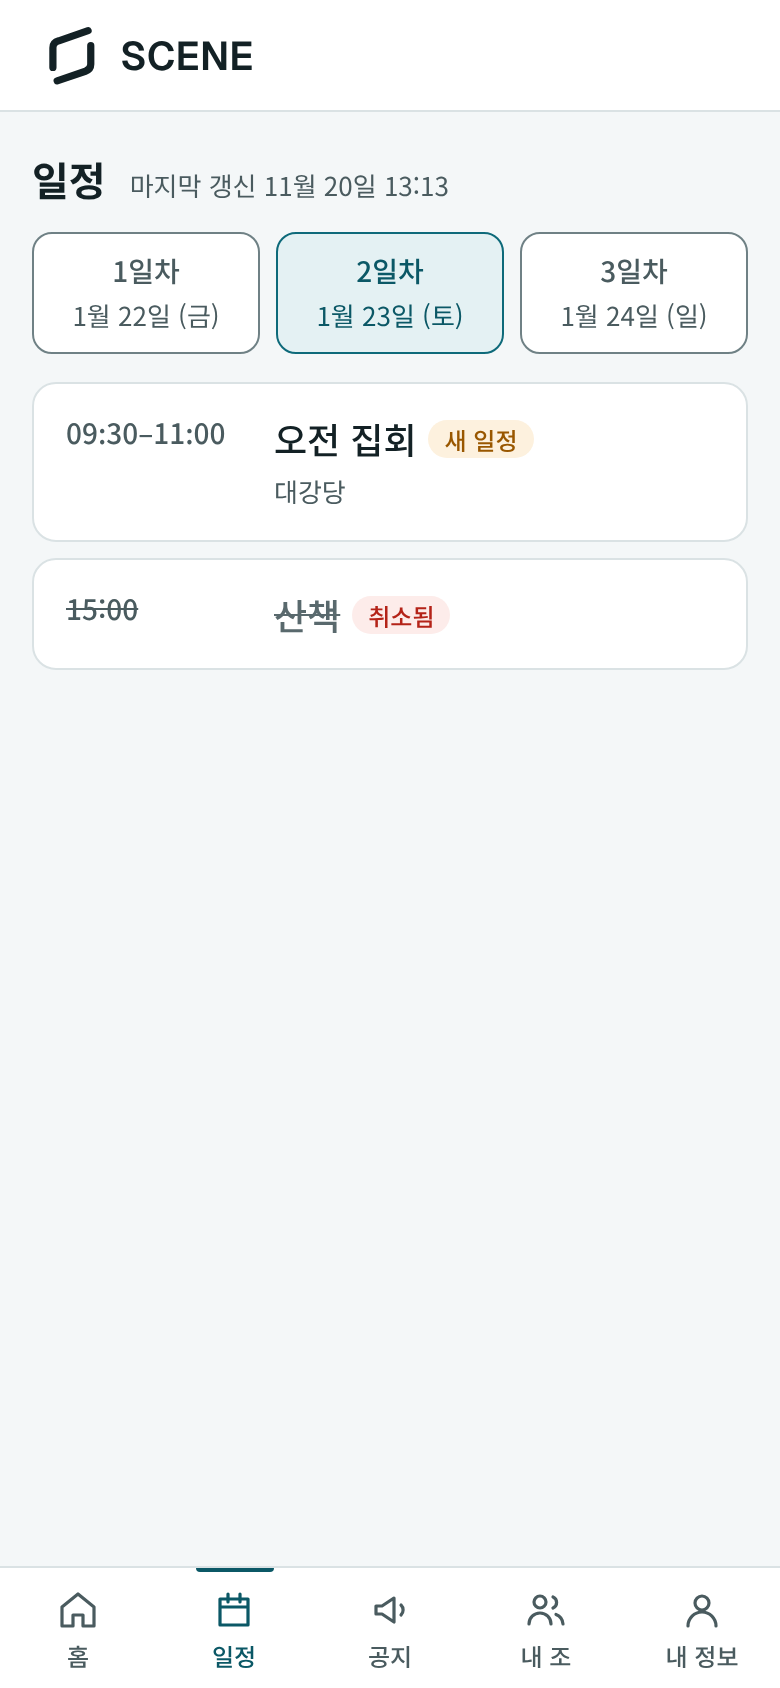 SCENE
일정 마지막 갱신 11월 20일 13:13
1일차 2일차 3일차
1월 22일 (금) 1월 23일 (토) 1월 24일 (일)
09:30–11:00 오전 집회 새 일정
대강당
15:00 산책 취소됨
홈 일정 공지 내 조 내 정보